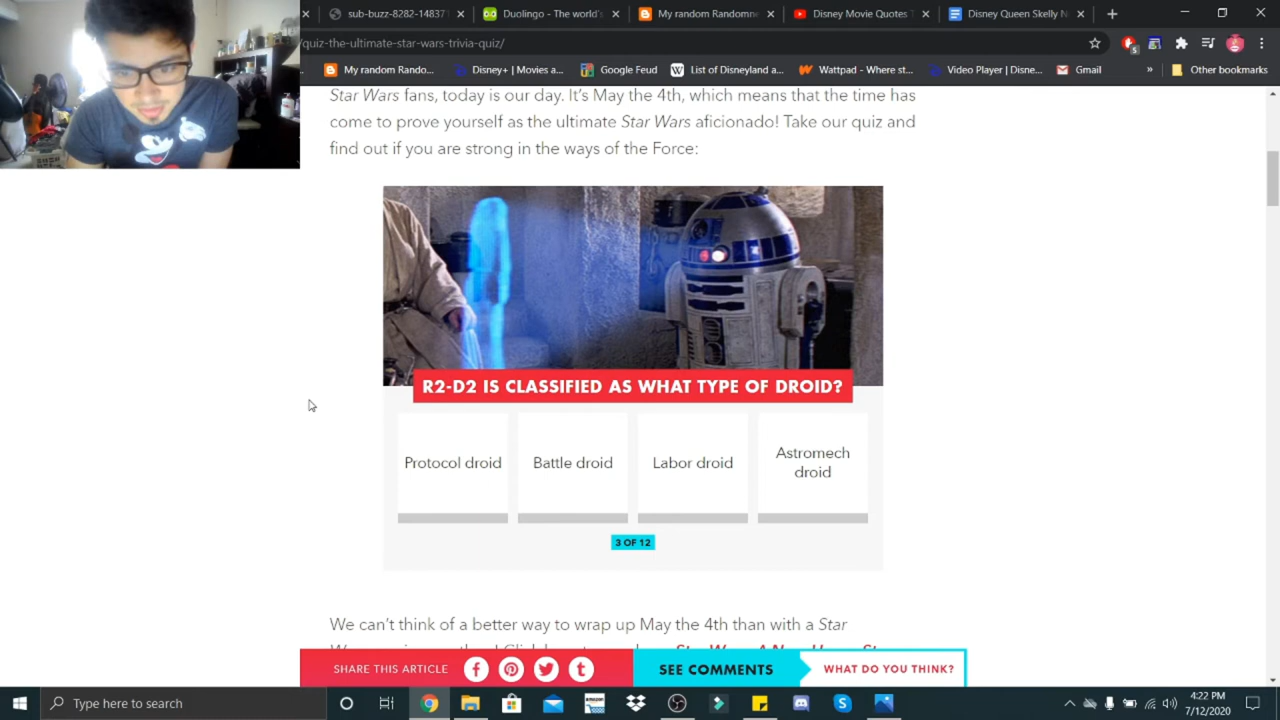 sub-buzz-8282-14837
Duolingo - The world's
My random Randomne
Disney Movie Quotes T
Disney Queen Skelly N
/quiz-the-ultimate-star-wars-trivia-quiz/
5
My random Rando...
Disney+ | Movies a...
Google Feud
List of Disneyland a...
Wattpad - Where st...
Video Player | Disne...
Gmail
Other bookmarks
Star Wars fans, today is our day. It's May the 4th, which means that the time has
come to prove yourself as the ultimate Star Wars aficionado! Take our quiz and
find out if you are strong in the ways of the Force:
R2-D2 IS CLASSIFIED AS WHAT TYPE OF DROID?
Protocol droid
Battle droid
Labor droid
Astromech
droid
3 OF 12
We can't think of a better way to wrap up May the 4th than with a Star
SHARE THIS ARTICLE
SEE COMMENTS
WHAT DO YOU THINK?
Type here to search
4:22 PM
7/12/2020